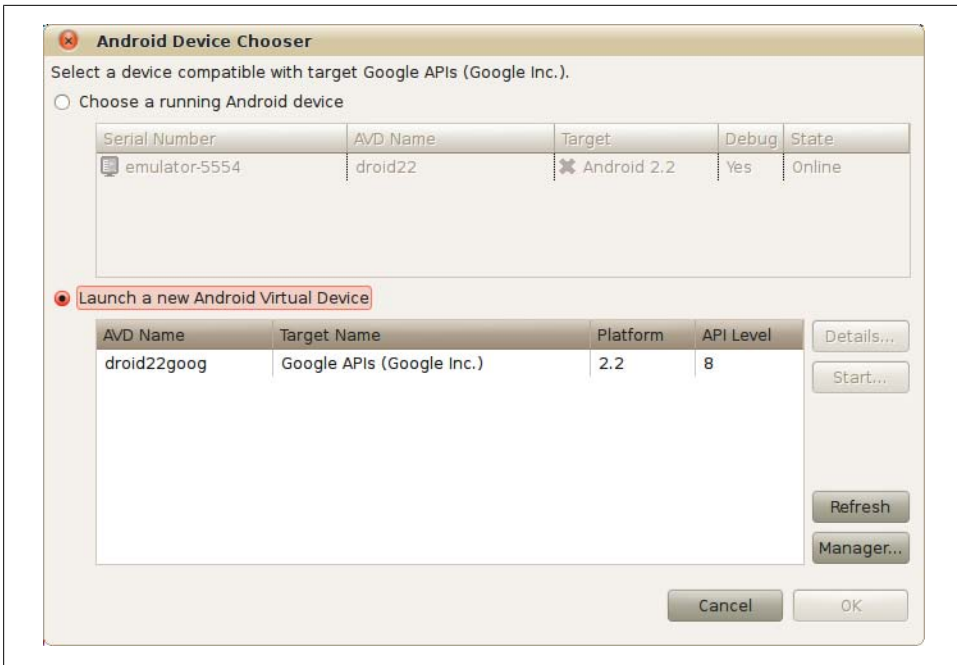 Android Device Chooser
Select a device compatible with target Google APIs (Google Inc.).
Choose a running Android device
Serial Number AVD Name Target Debug State
emulator-5554 droid22 Android 2.2 Yes Online
Launch a new Android Virtual Device
AVD Name Target Name Platform API Level
droid22goog Google APIs (Google Inc.) 2.2 8
Details...
Start...
Refresh
Manager...
Cancel OK